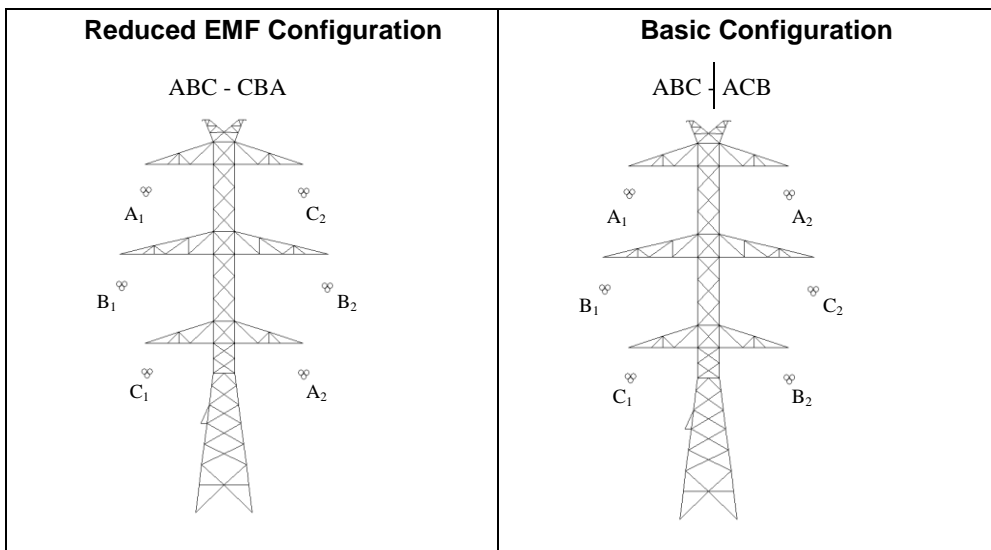 Reduced EMF Configuration
ABC - CBA
A₁
C₂
B₁
B₂
C₁
A₂
Basic Configuration
ABC - ACB
A₁
A₂
B₁
C₂
C₁
B₂